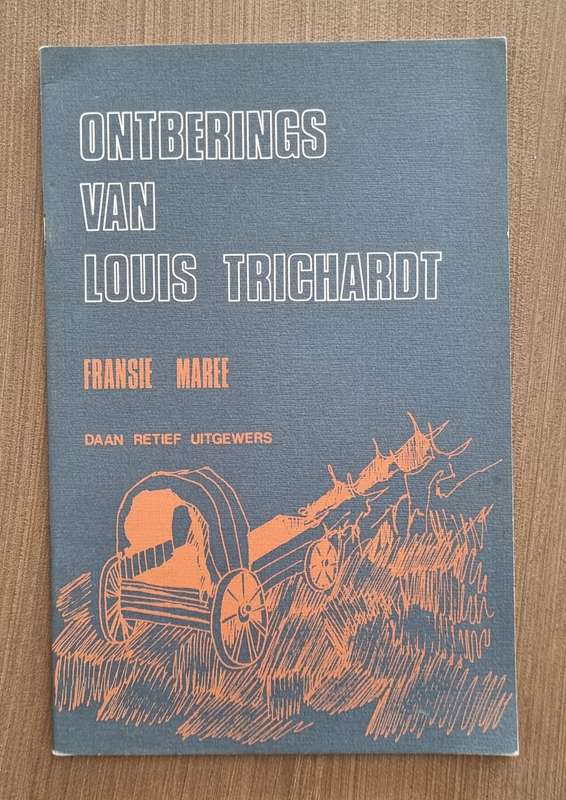 ONTBERINGS
VAN
LOUIS TRICHARDT
FRANSIE MAREE
DAAN RETIEF UITGEWERS